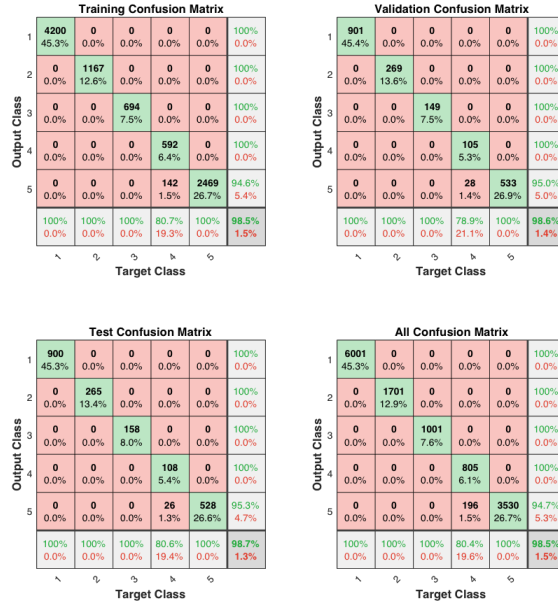 Training Confusion Matrix
1 4200 0 0 0 0 100%
45.3% 0.0% 0.0% 0.0% 0.0% 0.0%
2 0 1167 0 0 0 100%
0.0% 12.6% 0.0% 0.0% 0.0% 0.0%
3 0 0 694 0 0 100%
0.0% 0.0% 7.5% 0.0% 0.0% 0.0%
4 0 0 0 592 0 100%
0.0% 0.0% 0.0% 6.4% 0.0% 0.0%
5 0 0 0 142 2469 94.6%
0.0% 0.0% 0.0% 1.5% 26.7% 5.4%
100% 100% 100% 80.7% 100% 98.5%
0.0% 0.0% 0.0% 19.3% 0.0% 1.5%
1 2 3 4 5
Target Class
Output Class
Validation Confusion Matrix
1 901 0 0 0 0 100%
45.4% 0.0% 0.0% 0.0% 0.0% 0.0%
2 0 269 0 0 0 100%
0.0% 13.6% 0.0% 0.0% 0.0% 0.0%
3 0 0 149 0 0 100%
0.0% 0.0% 7.5% 0.0% 0.0% 0.0%
4 0 0 0 105 0 100%
0.0% 0.0% 0.0% 5.3% 0.0% 0.0%
5 0 0 0 28 533 95.0%
0.0% 0.0% 0.0% 1.4% 26.9% 5.0%
100% 100% 100% 78.9% 100% 98.6%
0.0% 0.0% 0.0% 21.1% 0.0% 1.4%
1 2 3 4 5
Target Class
Output Class
Test Confusion Matrix
1 900 0 0 0 0 100%
45.3% 0.0% 0.0% 0.0% 0.0% 0.0%
2 0 265 0 0 0 100%
0.0% 13.4% 0.0% 0.0% 0.0% 0.0%
3 0 0 158 0 0 100%
0.0% 0.0% 8.0% 0.0% 0.0% 0.0%
4 0 0 0 108 0 100%
0.0% 0.0% 0.0% 5.4% 0.0% 0.0%
5 0 0 0 26 528 95.3%
0.0% 0.0% 0.0% 1.3% 26.6% 4.7%
100% 100% 100% 80.6% 100% 98.7%
0.0% 0.0% 0.0% 19.4% 0.0% 1.3%
1 2 3 4 5
Target Class
Output Class
All Confusion Matrix
1 6001 0 0 0 0 100%
45.3% 0.0% 0.0% 0.0% 0.0% 0.0%
2 0 1701 0 0 0 100%
0.0% 12.9% 0.0% 0.0% 0.0% 0.0%
3 0 0 1001 0 0 100%
0.0% 0.0% 7.6% 0.0% 0.0% 0.0%
4 0 0 0 805 0 100%
0.0% 0.0% 0.0% 6.1% 0.0% 0.0%
5 0 0 0 196 3530 94.7%
0.0% 0.0% 0.0% 1.5% 26.7% 5.3%
100% 100% 100% 80.4% 100% 98.5%
0.0% 0.0% 0.0% 19.6% 0.0% 1.5%
1 2 3 4 5
Target Class
Output Class